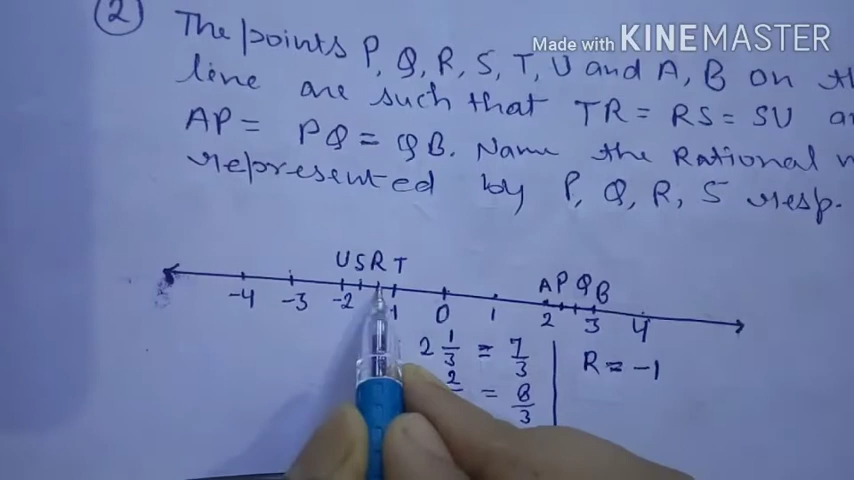 Made with KINEMASTER
(2) The points P, Q, R, S, T, U and A, B on th
line are such that TR = RS = SU a
AP = PQ = QB. Name the Rational n
represented by P, Q, R, S resp.
U S R T A P Q B
-4 -3 -2 1 0 1 2 3 4
2 1/3 = 7/3
2 = 8/3
R = -1